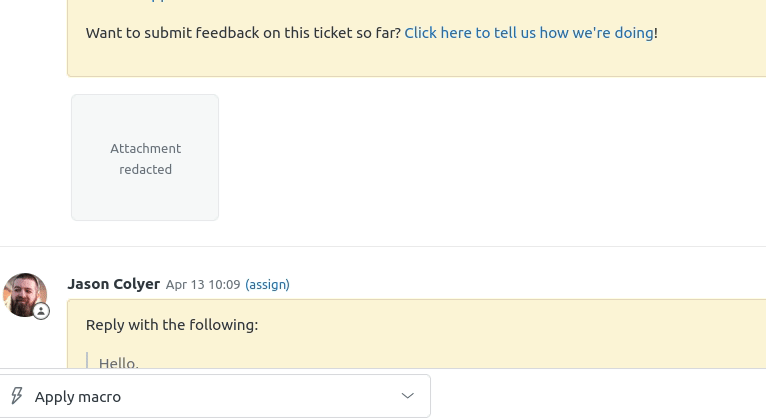 Want to submit feedback on this ticket so far? Click here to tell us how we're doing!
Attachment
redacted
Jason Colyer Apr 13 10:09 (assign)
Reply with the following:
Hello,
Apply macro